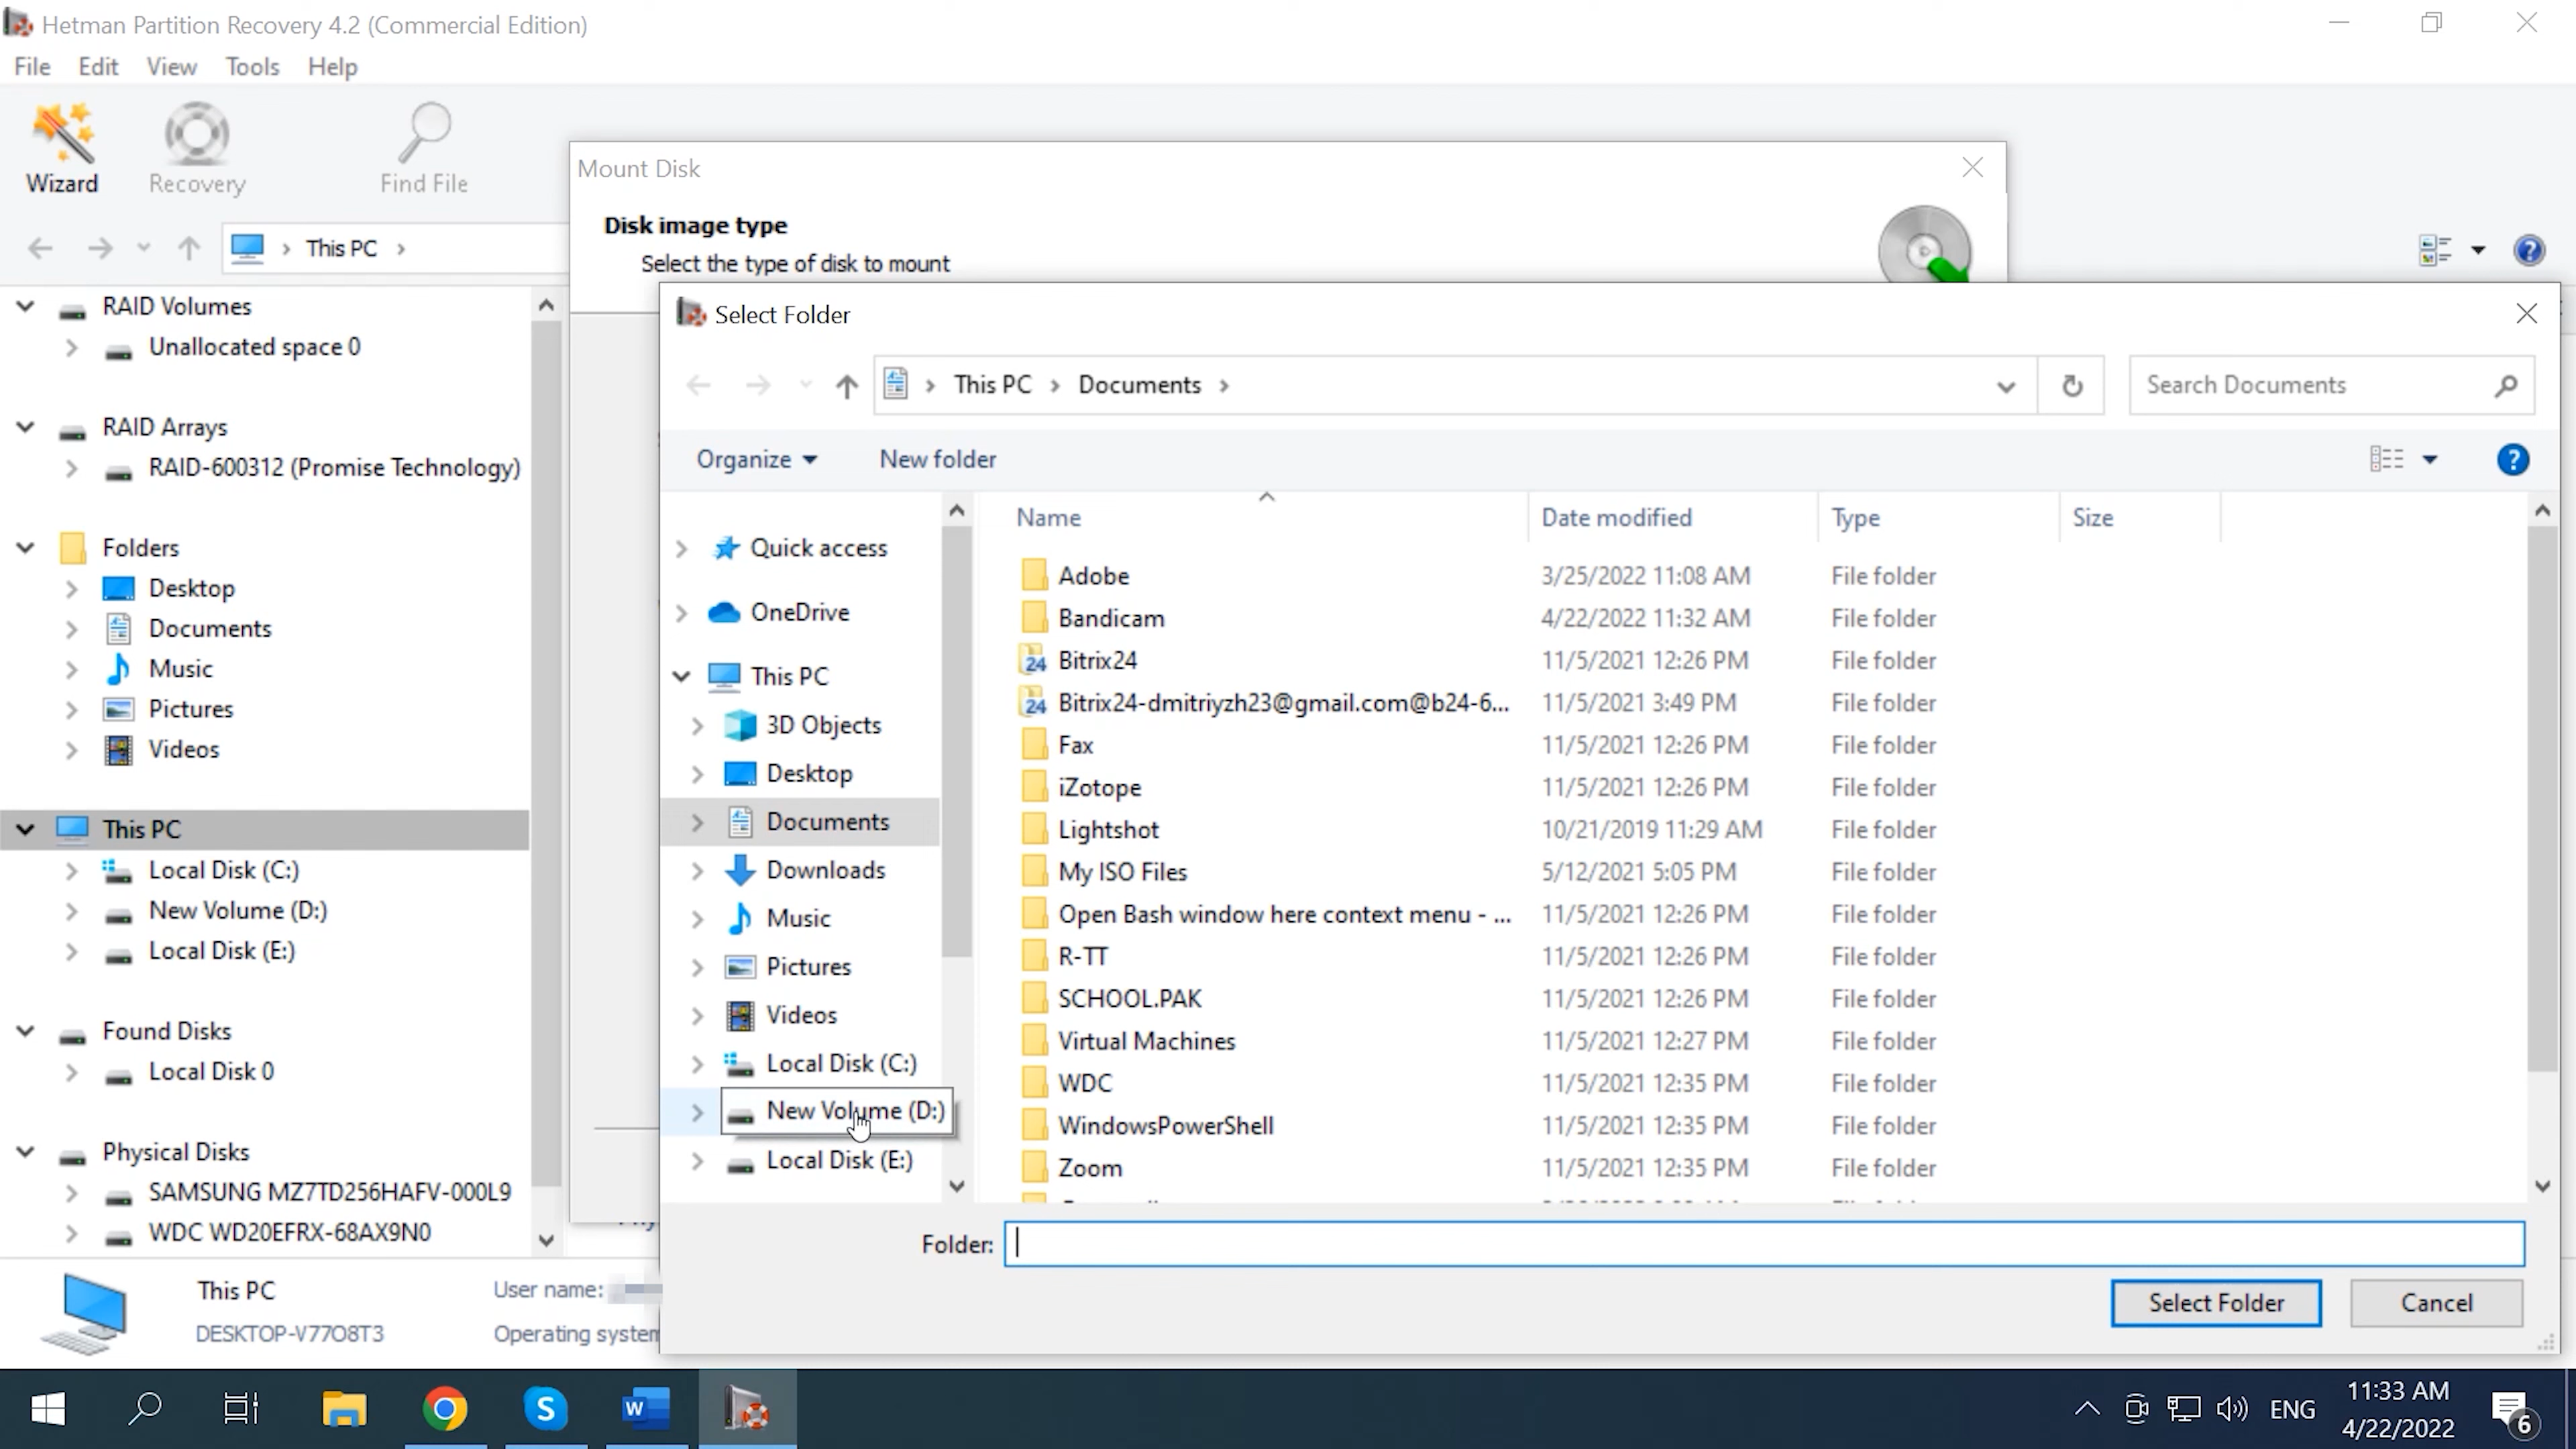 Hetman Partition Recovery 4.2 (Commercial Edition)
File Edit View Tools Help
Wizard Recovery Find File
This PC
RAID Volumes
Unallocated space 0
RAID Arrays
RAID-600312 (Promise Technology)
Folders
Desktop
Documents
Music
Pictures
Videos
This PC
Local Disk (C:)
New Volume (D:)
Local Disk (E:)
Found Disks
Local Disk 0
Physical Disks
SAMSUNG MZ7TD256HAFV-000L9
WDC WD20EFRX-68AX9N0
This PC
DESKTOP-V77O8T3
User name:
Operating system
Mount Disk
Disk image type
Select the type of disk to mount
Select Folder
This PC Documents
Search Documents
Organize New folder
Quick access
OneDrive
This PC
3D Objects
Desktop
Documents
Downloads
Music
Pictures
Videos
Local Disk (C:)
New Volume (D:)
Local Disk (E:)
Name Date modified Type Size
Adobe 3/25/2022 11:08 AM File folder
Bandicam 4/22/2022 11:32 AM File folder
24 Bitrix24 11/5/2021 12:26 PM File folder
24 Bitrix24-dmitriyzh23@gmail.com@b24-6... 11/5/2021 3:49 PM File folder
Fax 11/5/2021 12:26 PM File folder
iZotope 11/5/2021 12:26 PM File folder
Lightshot 10/21/2019 11:29 AM File folder
My ISO Files 5/12/2021 5:05 PM File folder
Open Bash window here context menu - ... 11/5/2021 12:26 PM File folder
R-TT 11/5/2021 12:26 PM File folder
SCHOOL.PAK 11/5/2021 12:26 PM File folder
Virtual Machines 11/5/2021 12:27 PM File folder
WDC 11/5/2021 12:35 PM File folder
WindowsPowerShell 11/5/2021 12:35 PM File folder
Zoom 11/5/2021 12:35 PM File folder
Folder:
Select Folder Cancel
ENG
11:33 AM
4/22/2022
6